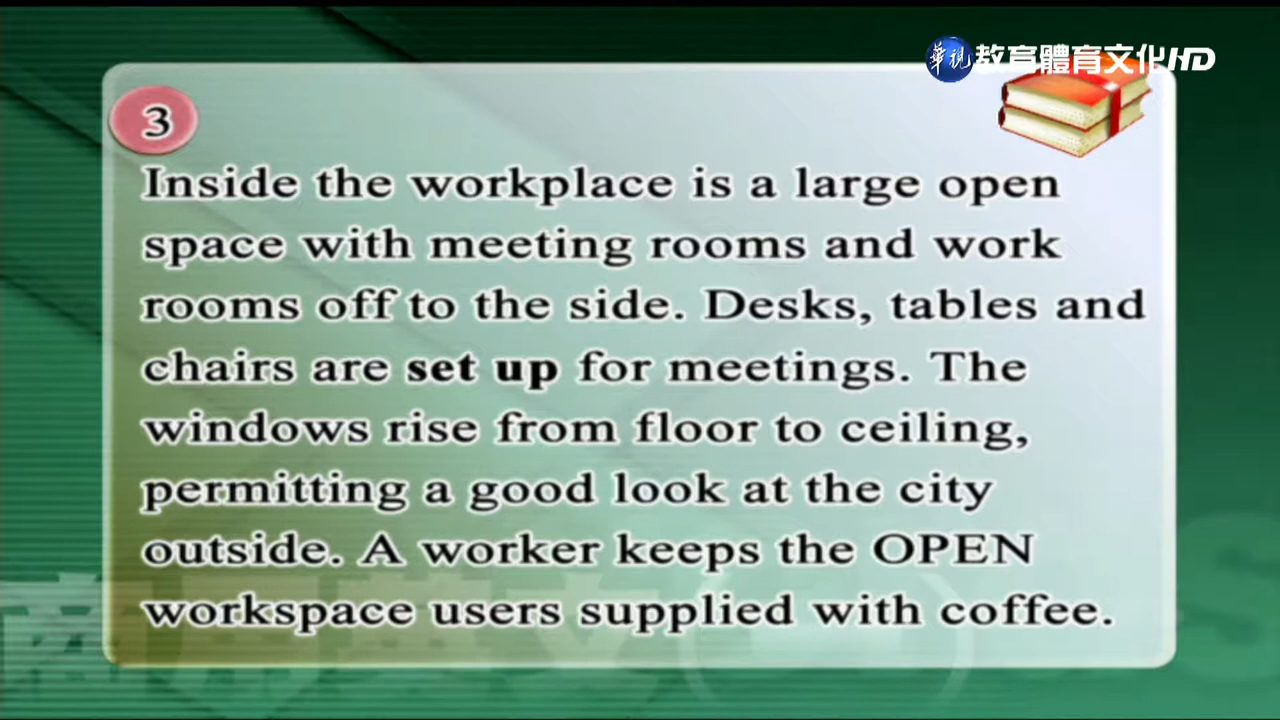 華視 教育體育文化HD
3
Inside the workplace is a large open
space with meeting rooms and work
rooms off to the side. Desks, tables and
chairs are set up for meetings. The
windows rise from floor to ceiling,
permitting a good look at the city
outside. A worker keeps the OPEN
workspace users supplied with coffee.